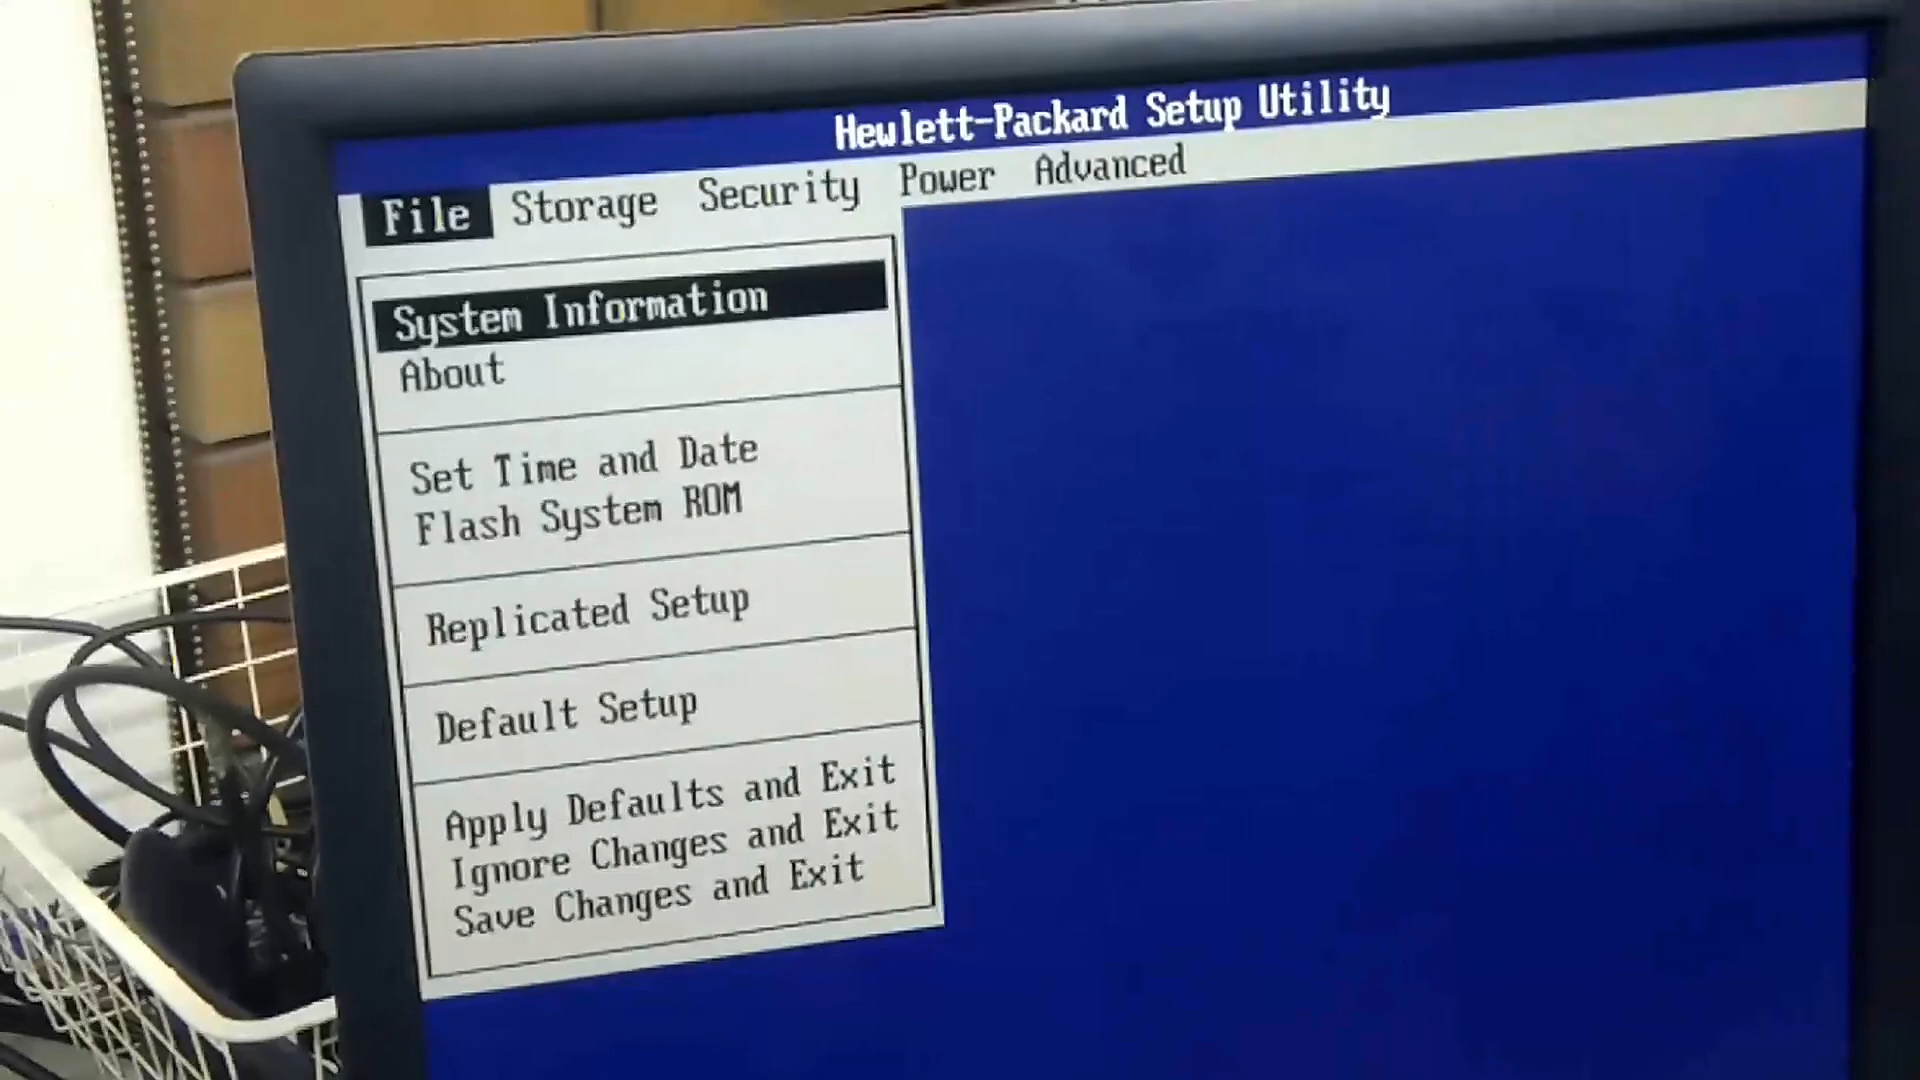 Hewlett-Packard Setup Utility
File Storage Security Power Advanced
System Information
About
Set Time and Date
Flash System ROM
Replicated Setup
Default Setup
Apply Defaults and Exit
Ignore Changes and Exit
Save Changes and Exit